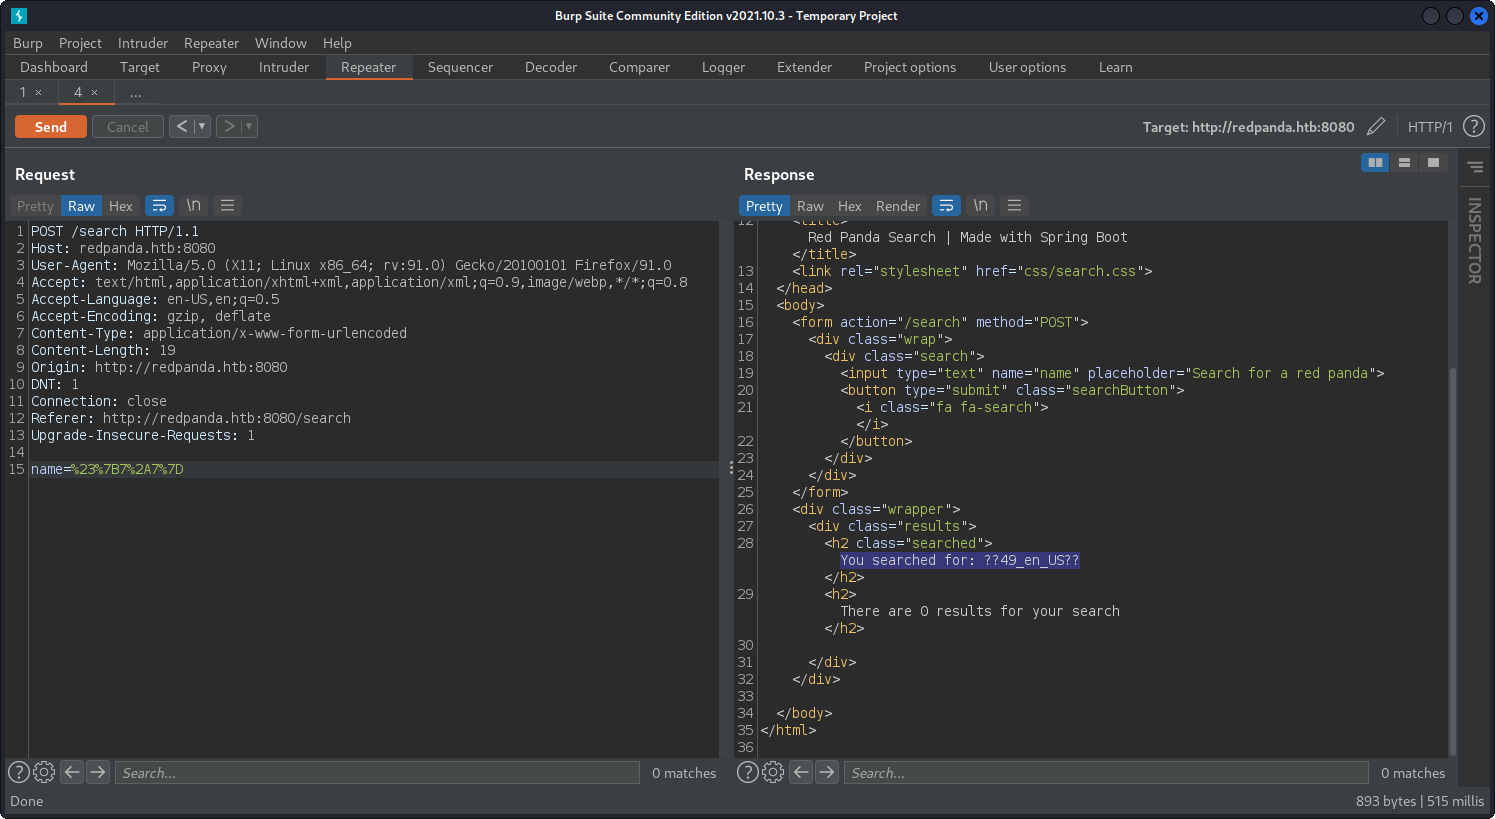 Burp Suite Community Edition v2021.10.3 - Temporary Project
Burp Project Intruder Repeater Window Help
Dashboard Target Proxy Intruder Repeater Sequencer Decoder Comparer Logger Extender Project options User options Learn
1 × 4 × ...
Send Cancel < > Target: http://redpanda.htb:8080 HTTP/1 ?
Request
Pretty Raw Hex \n
1 POST /search HTTP/1.1
2 Host: redpanda.htb:8080
3 User-Agent: Mozilla/5.0 (X11; Linux x86_64; rv:91.0) Gecko/20100101 Firefox/91.0
4 Accept: text/html,application/xhtml+xml,application/xml;q=0.9,image/webp,*/*;q=0.8
5 Accept-Language: en-US,en;q=0.5
6 Accept-Encoding: gzip, deflate
7 Content-Type: application/x-www-form-urlencoded
8 Content-Length: 19
9 Origin: http://redpanda.htb:8080
10 DNT: 1
11 Connection: close
12 Referer: http://redpanda.htb:8080/search
13 Upgrade-Insecure-Requests: 1
14
15 name=%23%7B7%2A7%7D
? Search... 0 matches
Response
Pretty Raw Hex Render \n
12 <title>
Red Panda Search | Made with Spring Boot
</title>
13 <link rel="stylesheet" href="css/search.css">
14 </head>
15 <body>
16 <form action="/search" method="POST">
17 <div class="wrap">
18 <div class="search">
19 <input type="text" name="name" placeholder="Search for a red panda">
20 <button type="submit" class="searchButton">
21 <i class="fa fa-search">
</i>
22 </button>
23 </div>
24 </div>
25 </form>
26 <div class="wrapper">
27 <div class="results">
28 <h2 class="searched">
You searched for: ??49_en_US??
</h2>
29 <h2>
There are 0 results for your search
</h2>
30
31 </div>
32 </div>
33
34 </body>
35 </html>
36
? Search... 0 matches
INSPECTOR
Done
893 bytes | 515 millis